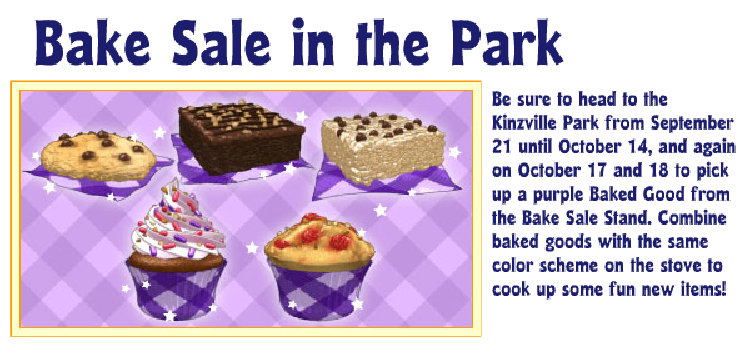 Bake Sale in the Park
Be sure to head to the
Kinzville Park from September
21 until October 14, and again
on October 17 and 18 to pick
up a purple Baked Good from
the Bake Sale Stand. Combine
baked goods with the same
color scheme on the stove to
cook up some fun new items!